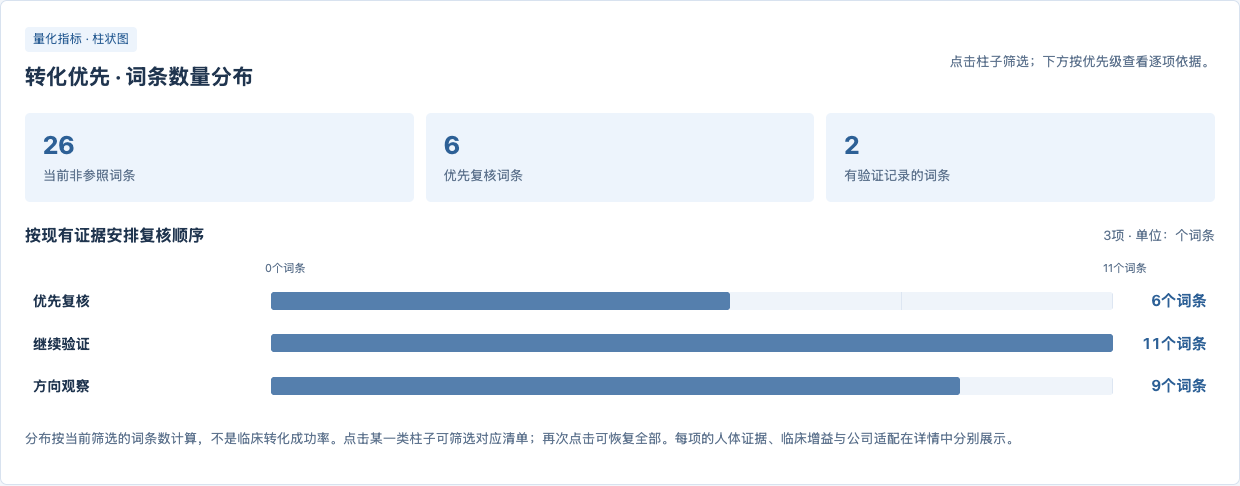 量化指标 · 柱状图
转化优先 · 词条数量分布
点击柱子筛选；下方按优先级查看逐项依据。
26
当前非参照词条
6
优先复核词条
2
有验证记录的词条
按现有证据安排复核顺序
3项 · 单位：个词条
0个词条
11个词条
优先复核
6个词条
继续验证
11个词条
方向观察
9个词条
分布按当前筛选的词条数计算，不是临床转化成功率。点击某一类柱子可筛选对应清单；再次点击可恢复全部。每项的人体证据、临床增益与公司适配在详情中分别展示。